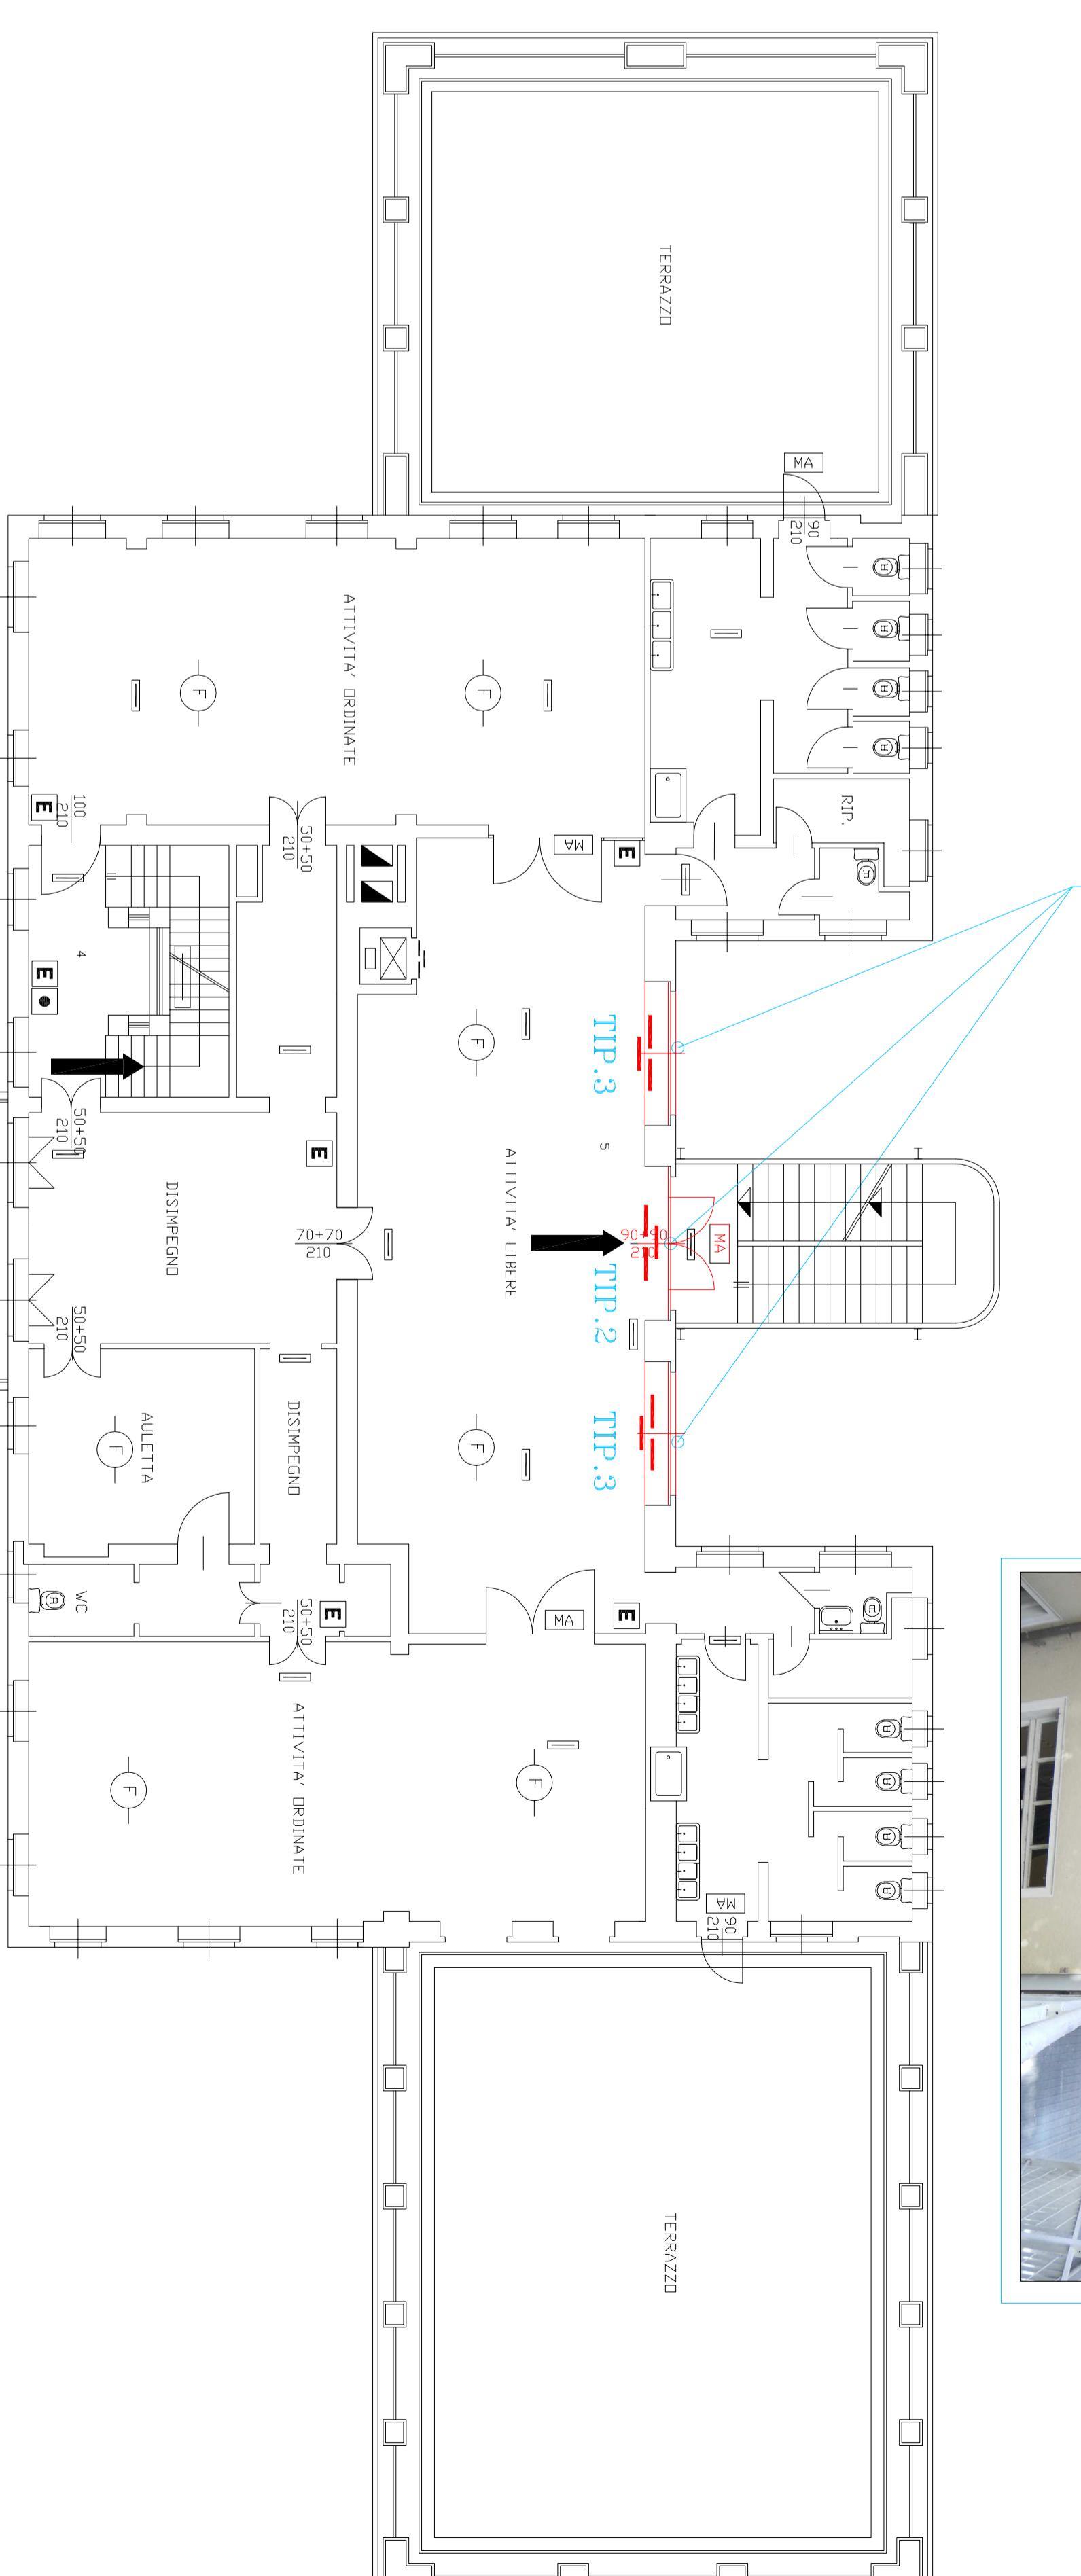 TERRAZZO
MA
90
210
ATTIVITA' ORDINATE
F
F
A
A
A
A
RIP.
A
E
100
210
50+50
210
MA
E
4
E
F
TIP.3
5
50+50
210
E
DISIMPEGNO
70+70
210
ATTIVITA' LIBERE
90+90
210
MA
TIP.2
50+50
210
AULETTA
F
DISIMPEGNO
F
TIP.3
WC
A
50+50
210
E
MA
E
A
ATTIVITA' ORDINATE
F
F
A
A
A
A
MA
90
210
TERRAZZO